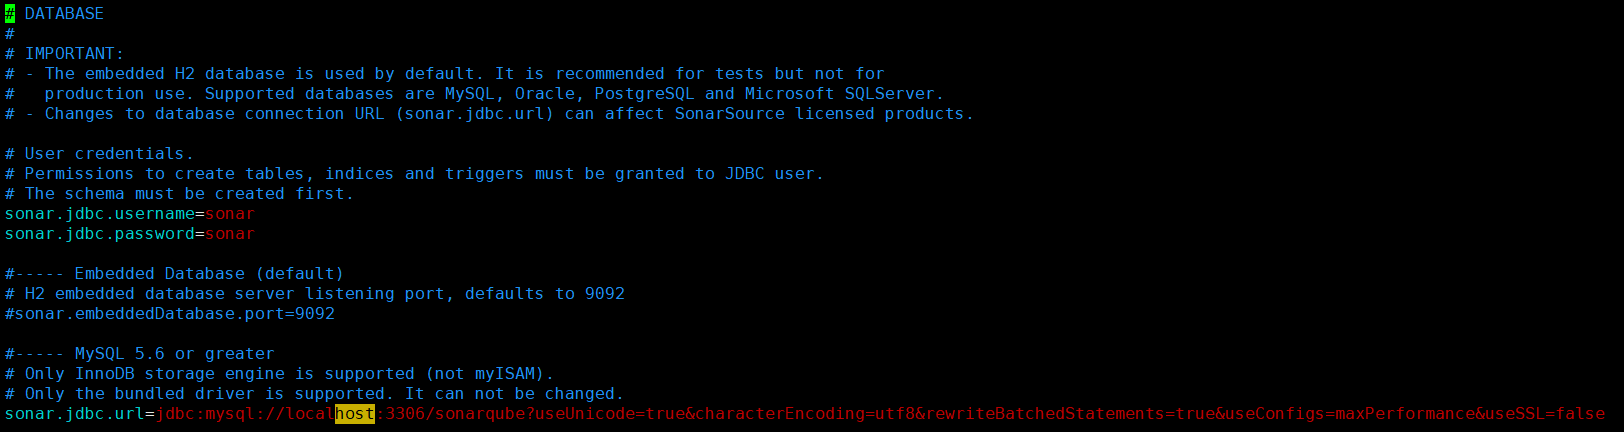 # DATABASE
#
# IMPORTANT:
# - The embedded H2 database is used by default. It is recommended for tests but not for
#   production use. Supported databases are MySQL, Oracle, PostgreSQL and Microsoft SQLServer.
# - Changes to database connection URL (sonar.jdbc.url) can affect SonarSource licensed products.

# User credentials.
# Permissions to create tables, indices and triggers must be granted to JDBC user.
# The schema must be created first.
sonar.jdbc.username=sonar
sonar.jdbc.password=sonar

#----- Embedded Database (default)
# H2 embedded database server listening port, defaults to 9092
#sonar.embeddedDatabase.port=9092

#----- MySQL 5.6 or greater
# Only InnoDB storage engine is supported (not myISAM).
# Only the bundled driver is supported. It can not be changed.
sonar.jdbc.url=jdbc:mysql://localhost:3306/sonarqube?useUnicode=true&characterEncoding=utf8&rewriteBatchedStatements=true&useConfigs=maxPerformance&useSSL=false